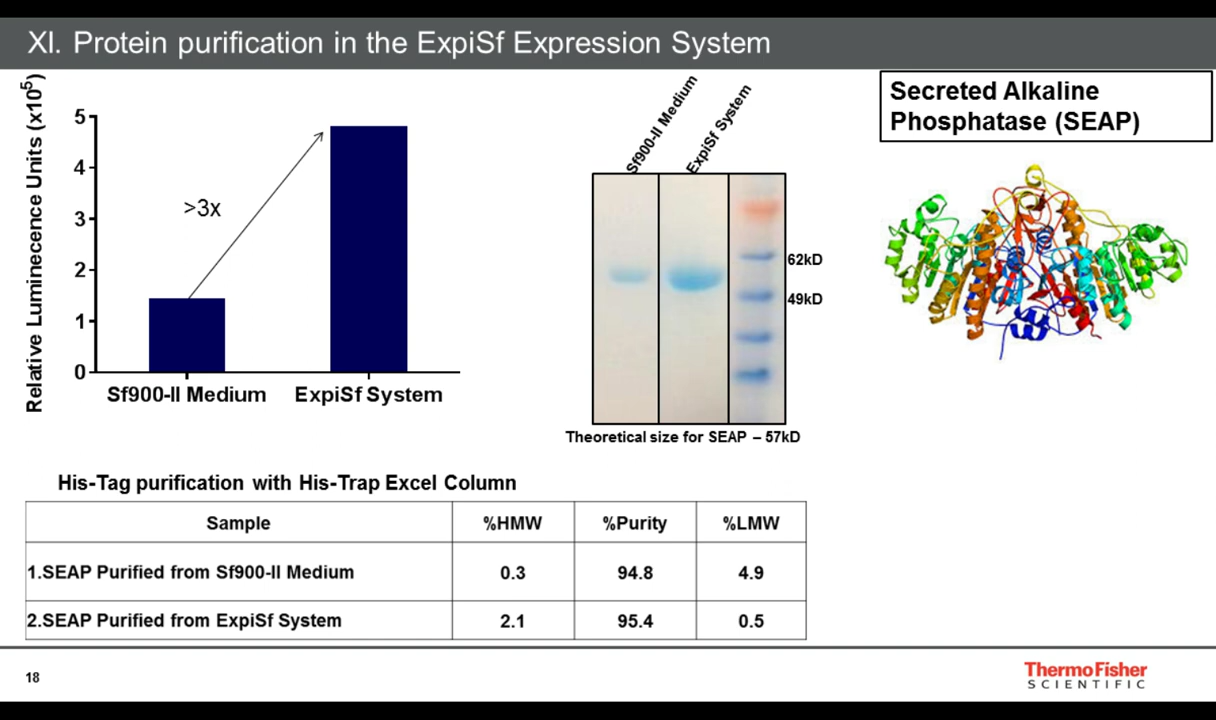 XI. Protein purification in the ExpiSf Expression System
Relative Luminecence Units (x10⁵)
5
4
3
2
1
0
>3x
Sf900-II Medium
ExpiSf System
Sf900-II Medium
ExpiSf System
62kD
49kD
Theoretical size for SEAP – 57kD
Secreted Alkaline
Phosphatase (SEAP)
His-Tag purification with His-Trap Excel Column
Sample %HMW %Purity %LMW
1.SEAP Purified from Sf900-II Medium 0.3 94.8 4.9
2.SEAP Purified from ExpiSf System 2.1 95.4 0.5
18
ThermoFisher
SCIENTIFIC